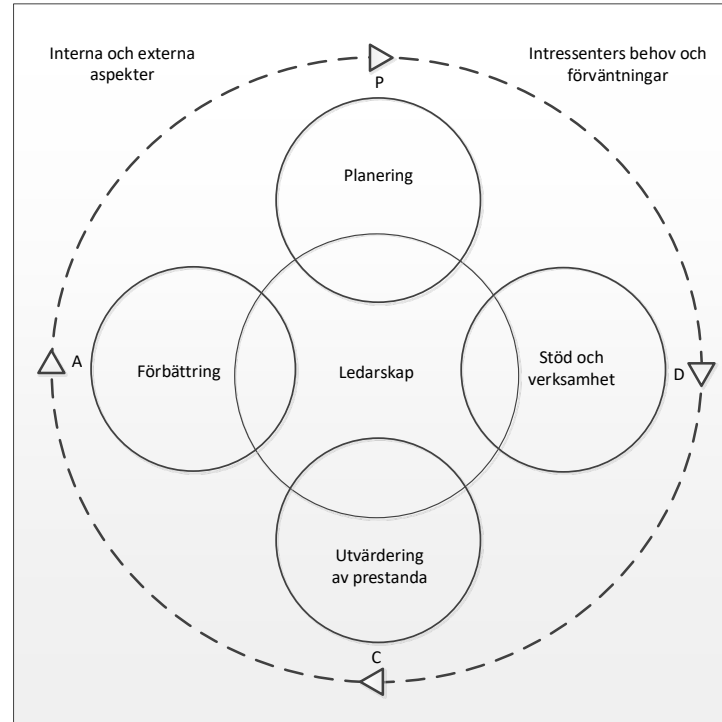 Interna och externa
aspekter
Intressenters behov och
förväntningar
P
Planering
A
Förbättring
Ledarskap
Stöd och
verksamhet
D
Utvärdering
av prestanda
C